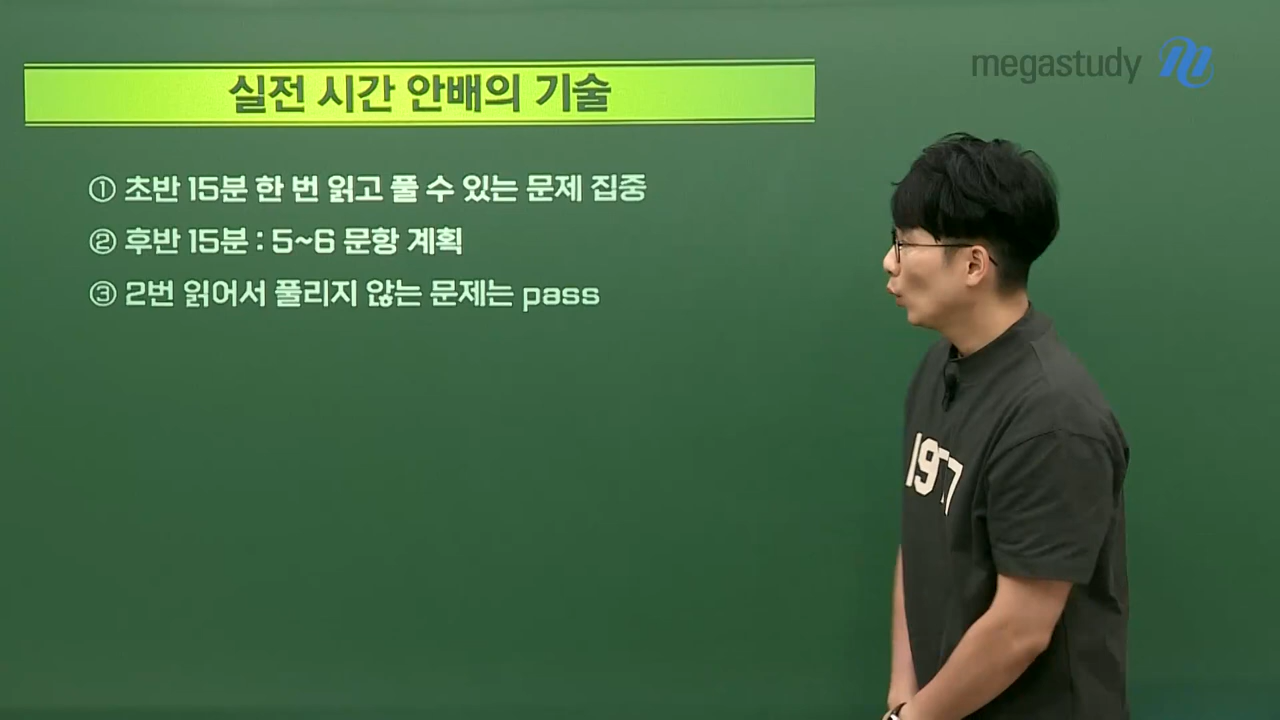 megastudy
실전 시간 안배의 기술
① 초반 15분 한 번 읽고 풀 수 있는 문제 집중
② 후반 15분 : 5~6 문항 계획
③ 2번 읽어서 풀리지 않는 문제는 pass
1977